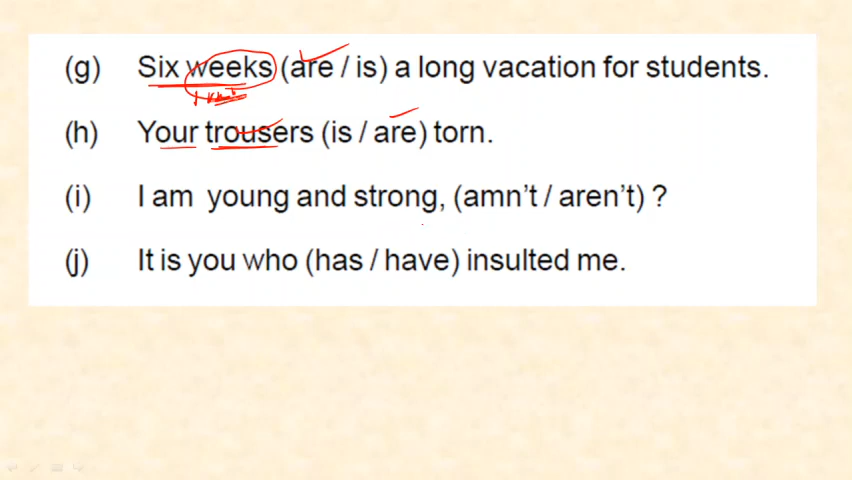 (g) Six weeks (are / is) a long vacation for students.
(h) Your trousers (is / are) torn.
(i) I am young and strong, (amn't / aren't) ?
(j) It is you who (has / have) insulted me.